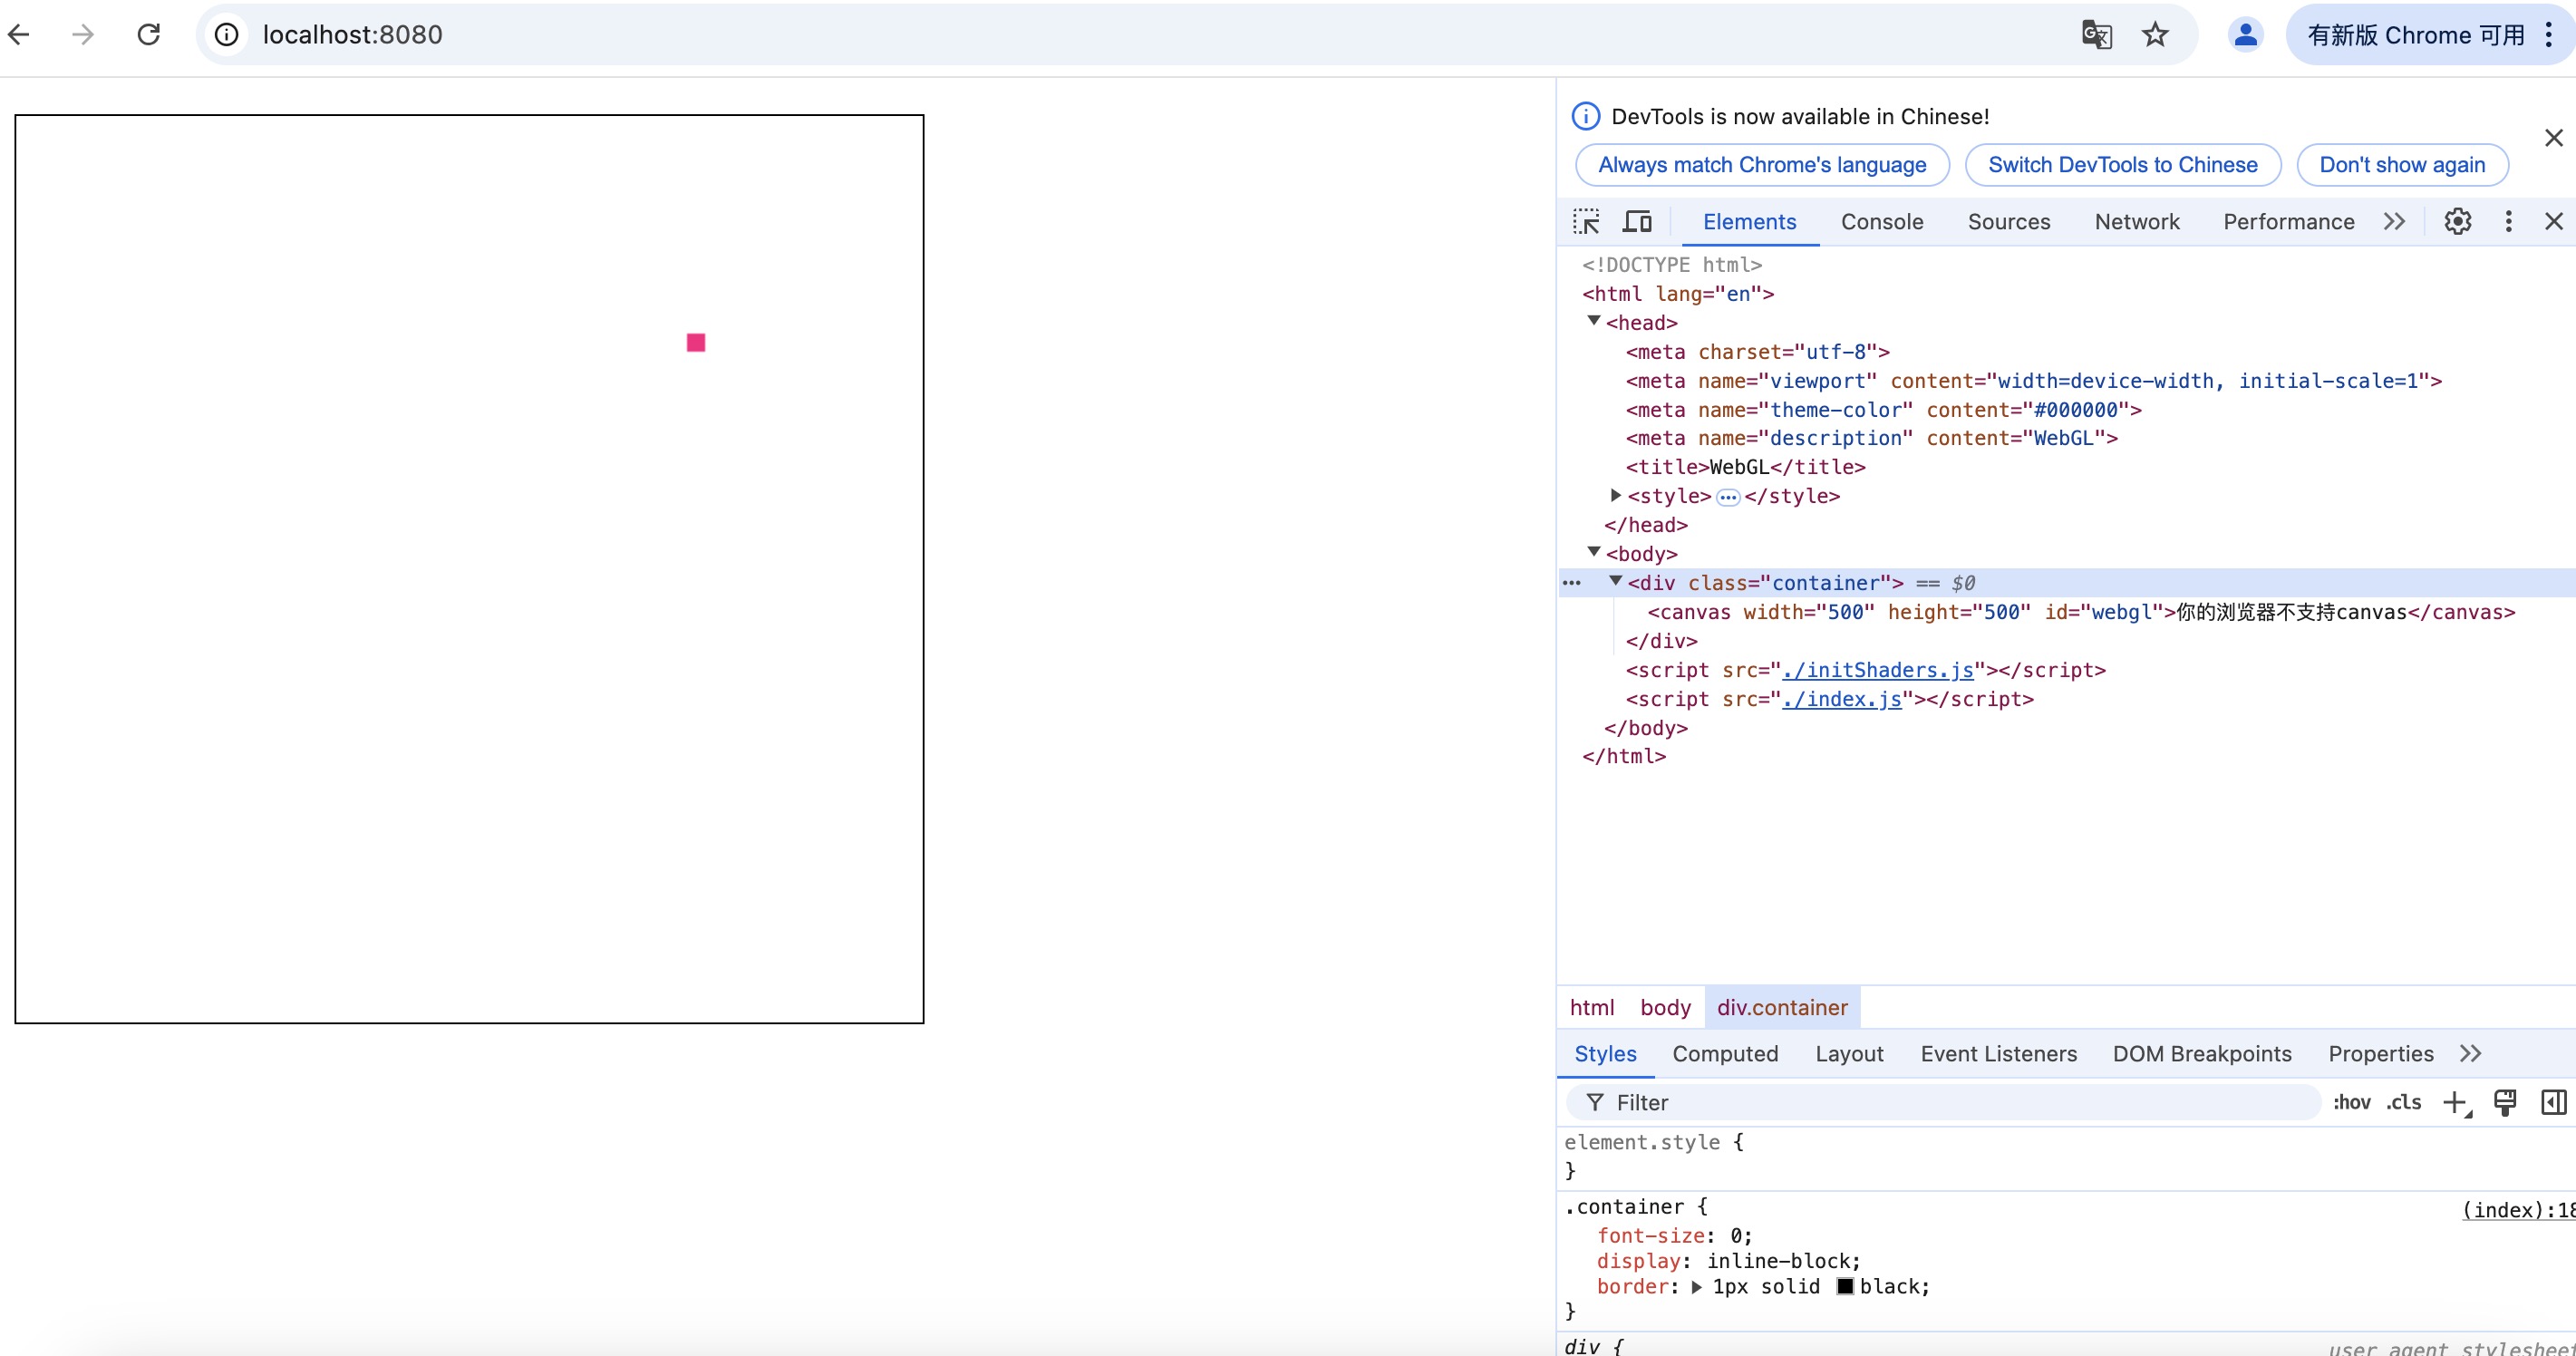 localhost:8080
有新版 Chrome 可用
DevTools is now available in Chinese!
Always match Chrome's language
Switch DevTools to Chinese
Don't show again
Elements
Console
Sources
Network
Performance
<!DOCTYPE html>
<html lang="en">
<head>
<meta charset="utf-8">
<meta name="viewport" content="width=device-width, initial-scale=1">
<meta name="theme-color" content="#000000">
<meta name="description" content="WebGL">
<title>WebGL</title>
<style>…</style>
</head>
<body>
<div class="container"> == $0
<canvas width="500" height="500" id="webgl">你的浏览器不支持canvas</canvas>
</div>
<script src="./initShaders.js"></script>
<script src="./index.js"></script>
</body>
</html>
html body div.container
Styles
Computed
Layout
Event Listeners
DOM Breakpoints
Properties
Filter
:hov .cls
element.style {
}
.container {
(index):18
font-size: 0;
display: inline-block;
border: 1px solid black;
}
div {
user agent stylesheet